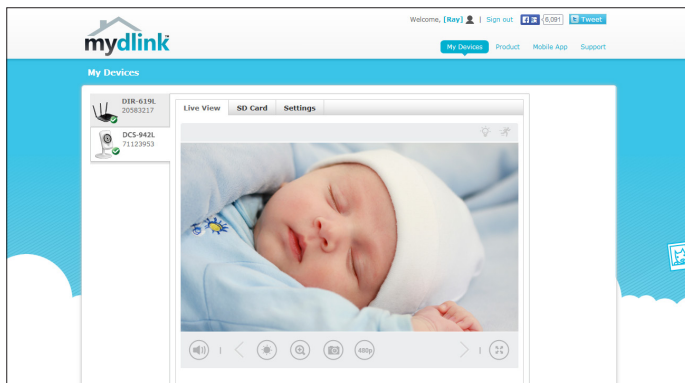 Welcome, [Ray] | Sign out 6,091 Tweet
mydlink
My Devices Product Mobile App Support
My Devices
DIR-619L
20583217
Live View SD Card Settings
DCS-942L
71123953
480p